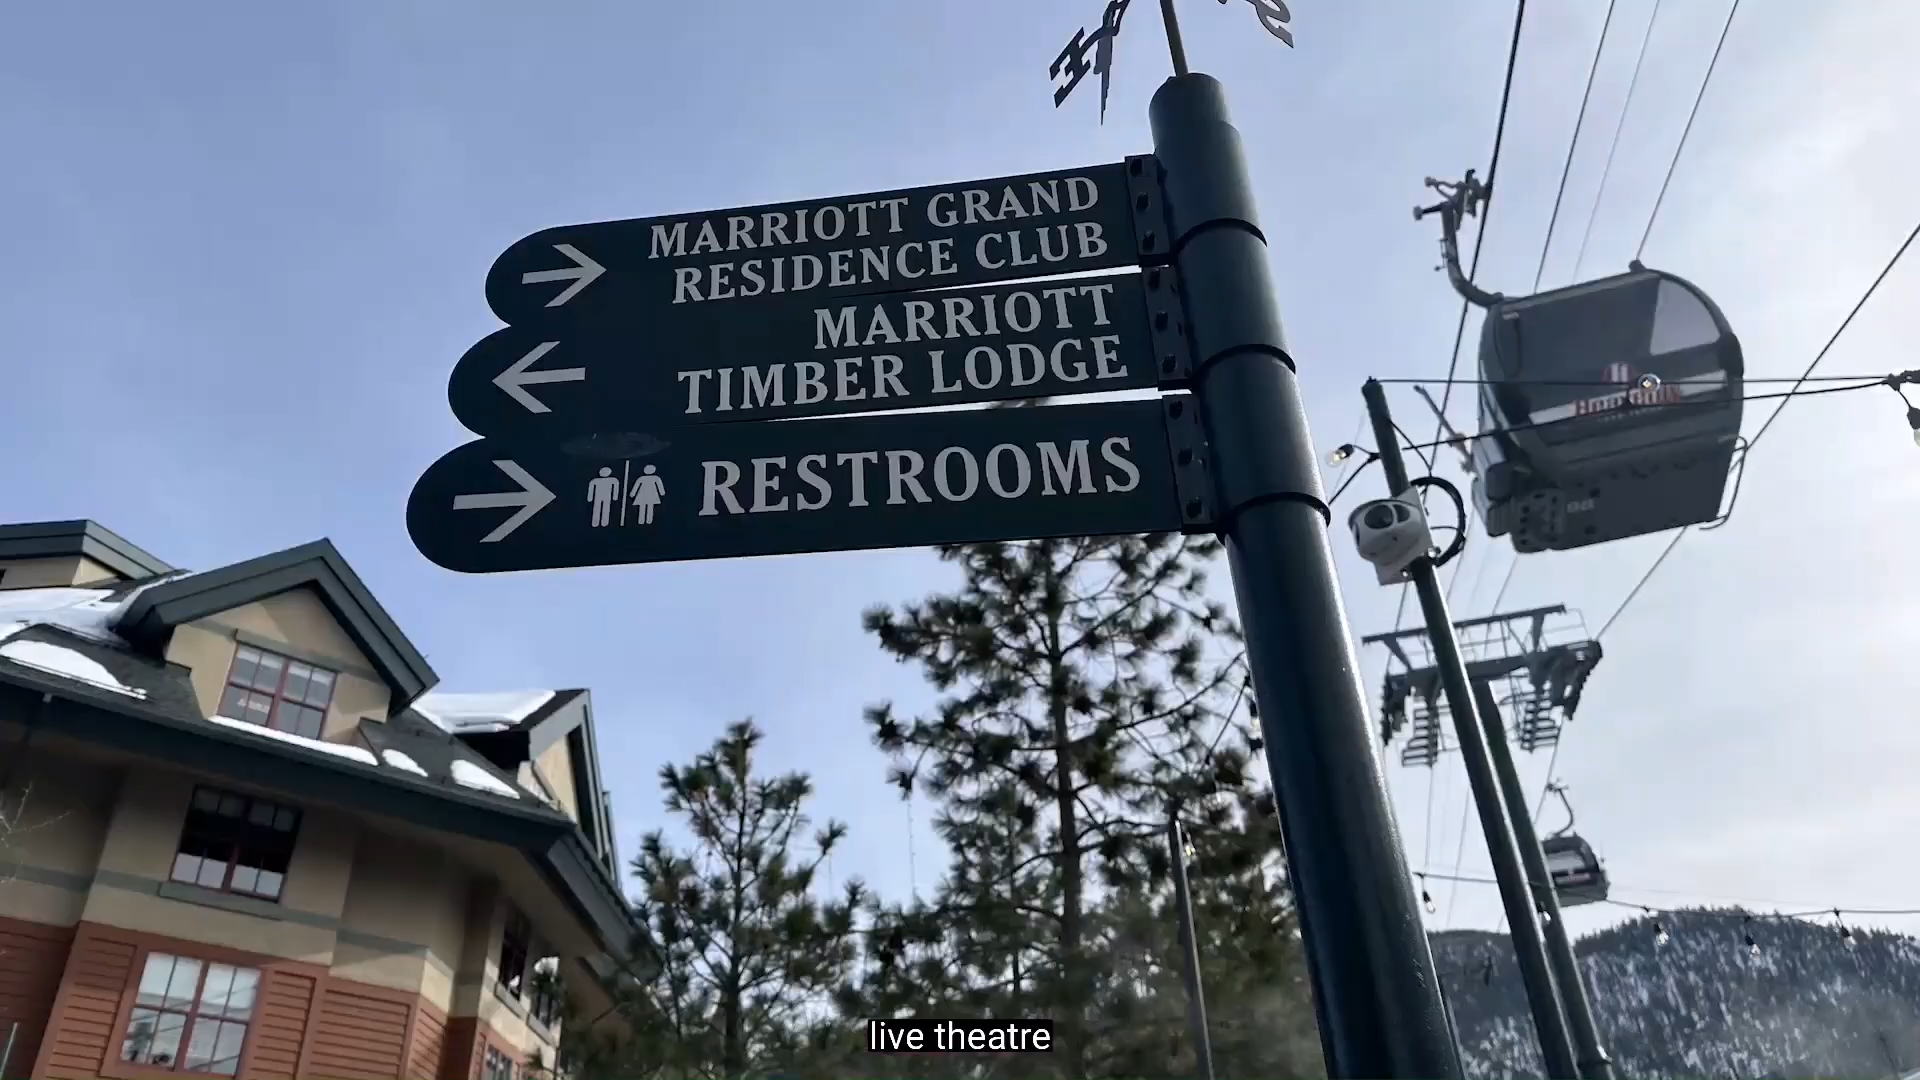 MARRIOTT GRAND
RESIDENCE CLUB
MARRIOTT
TIMBER LODGE
RESTROOMS
live theatre